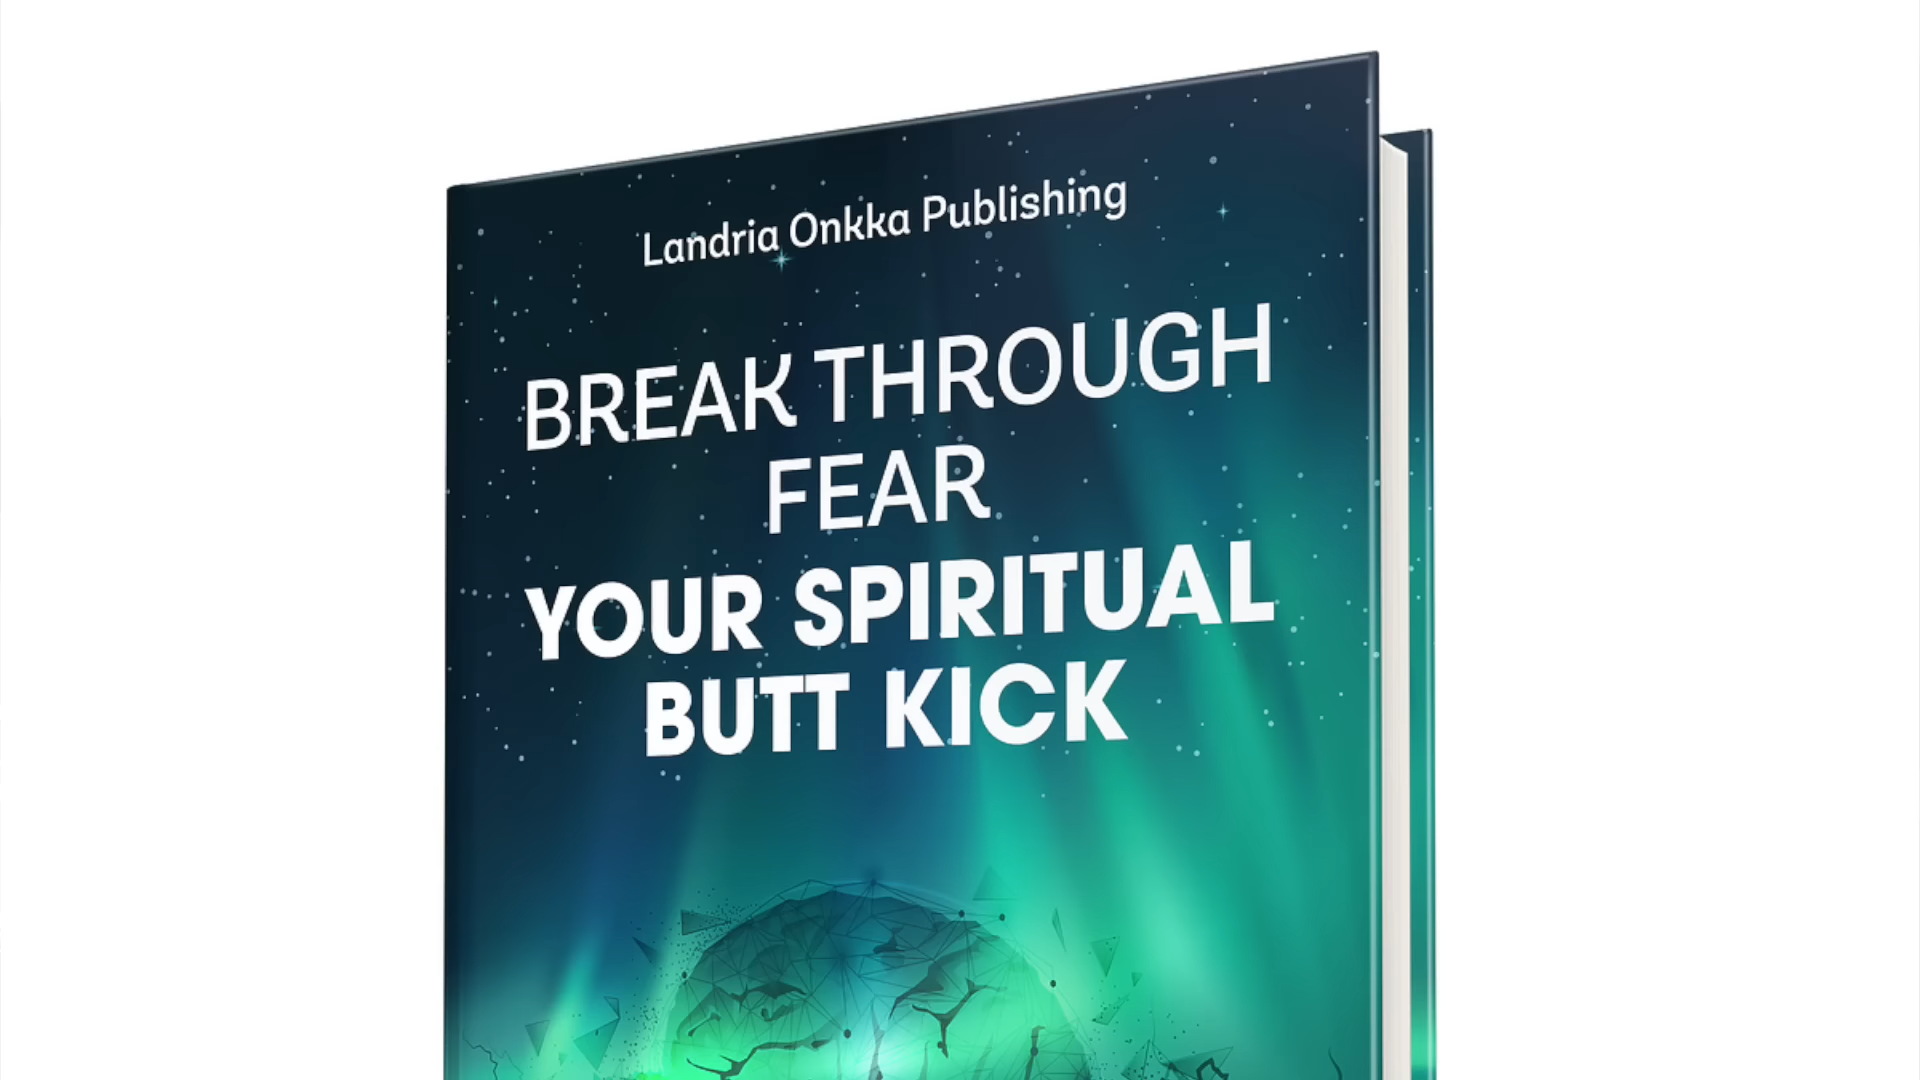 Landria Onkka Publishing
BREAK THROUGH
FEAR
YOUR SPIRITUAL
BUTT KICK